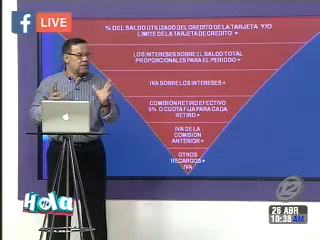 f LIVE
% DEL SALDO UTILIZADO DEL CREDITO DE LA TARJETA Y/O
LIMITE DE LA TARJETA DE CREDITO +
LOS INTERESES SOBRE EL SALDO TOTAL
PROPORCIONALES PARA EL PERIODO +
IVA SOBRE LOS INTERESES +
COMISION RETIRO EFECTIVO
5% O CUOTA FIJA PARA CADA
RETIRO +
IVA DE LA
COMISION
ANTERIOR +
OTROS
RECARGOS +
IVA
Hola
12
26 ABR
10:38 AM